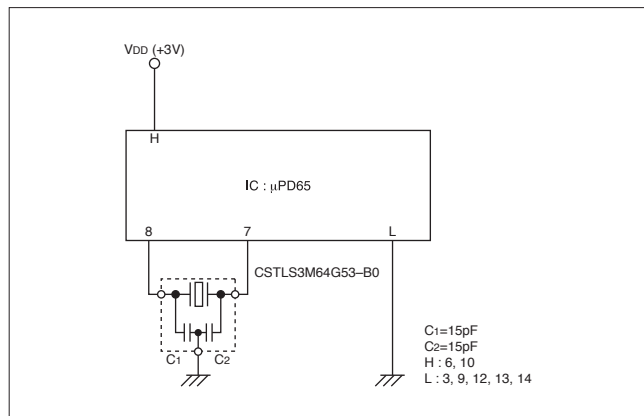 VDD (+3V)
H
IC : μPD65
8
7
L
CSTLS3M64G53–B0
C1
C2
C1=15pF
C2=15pF
H : 6, 10
L : 3, 9, 12, 13, 14